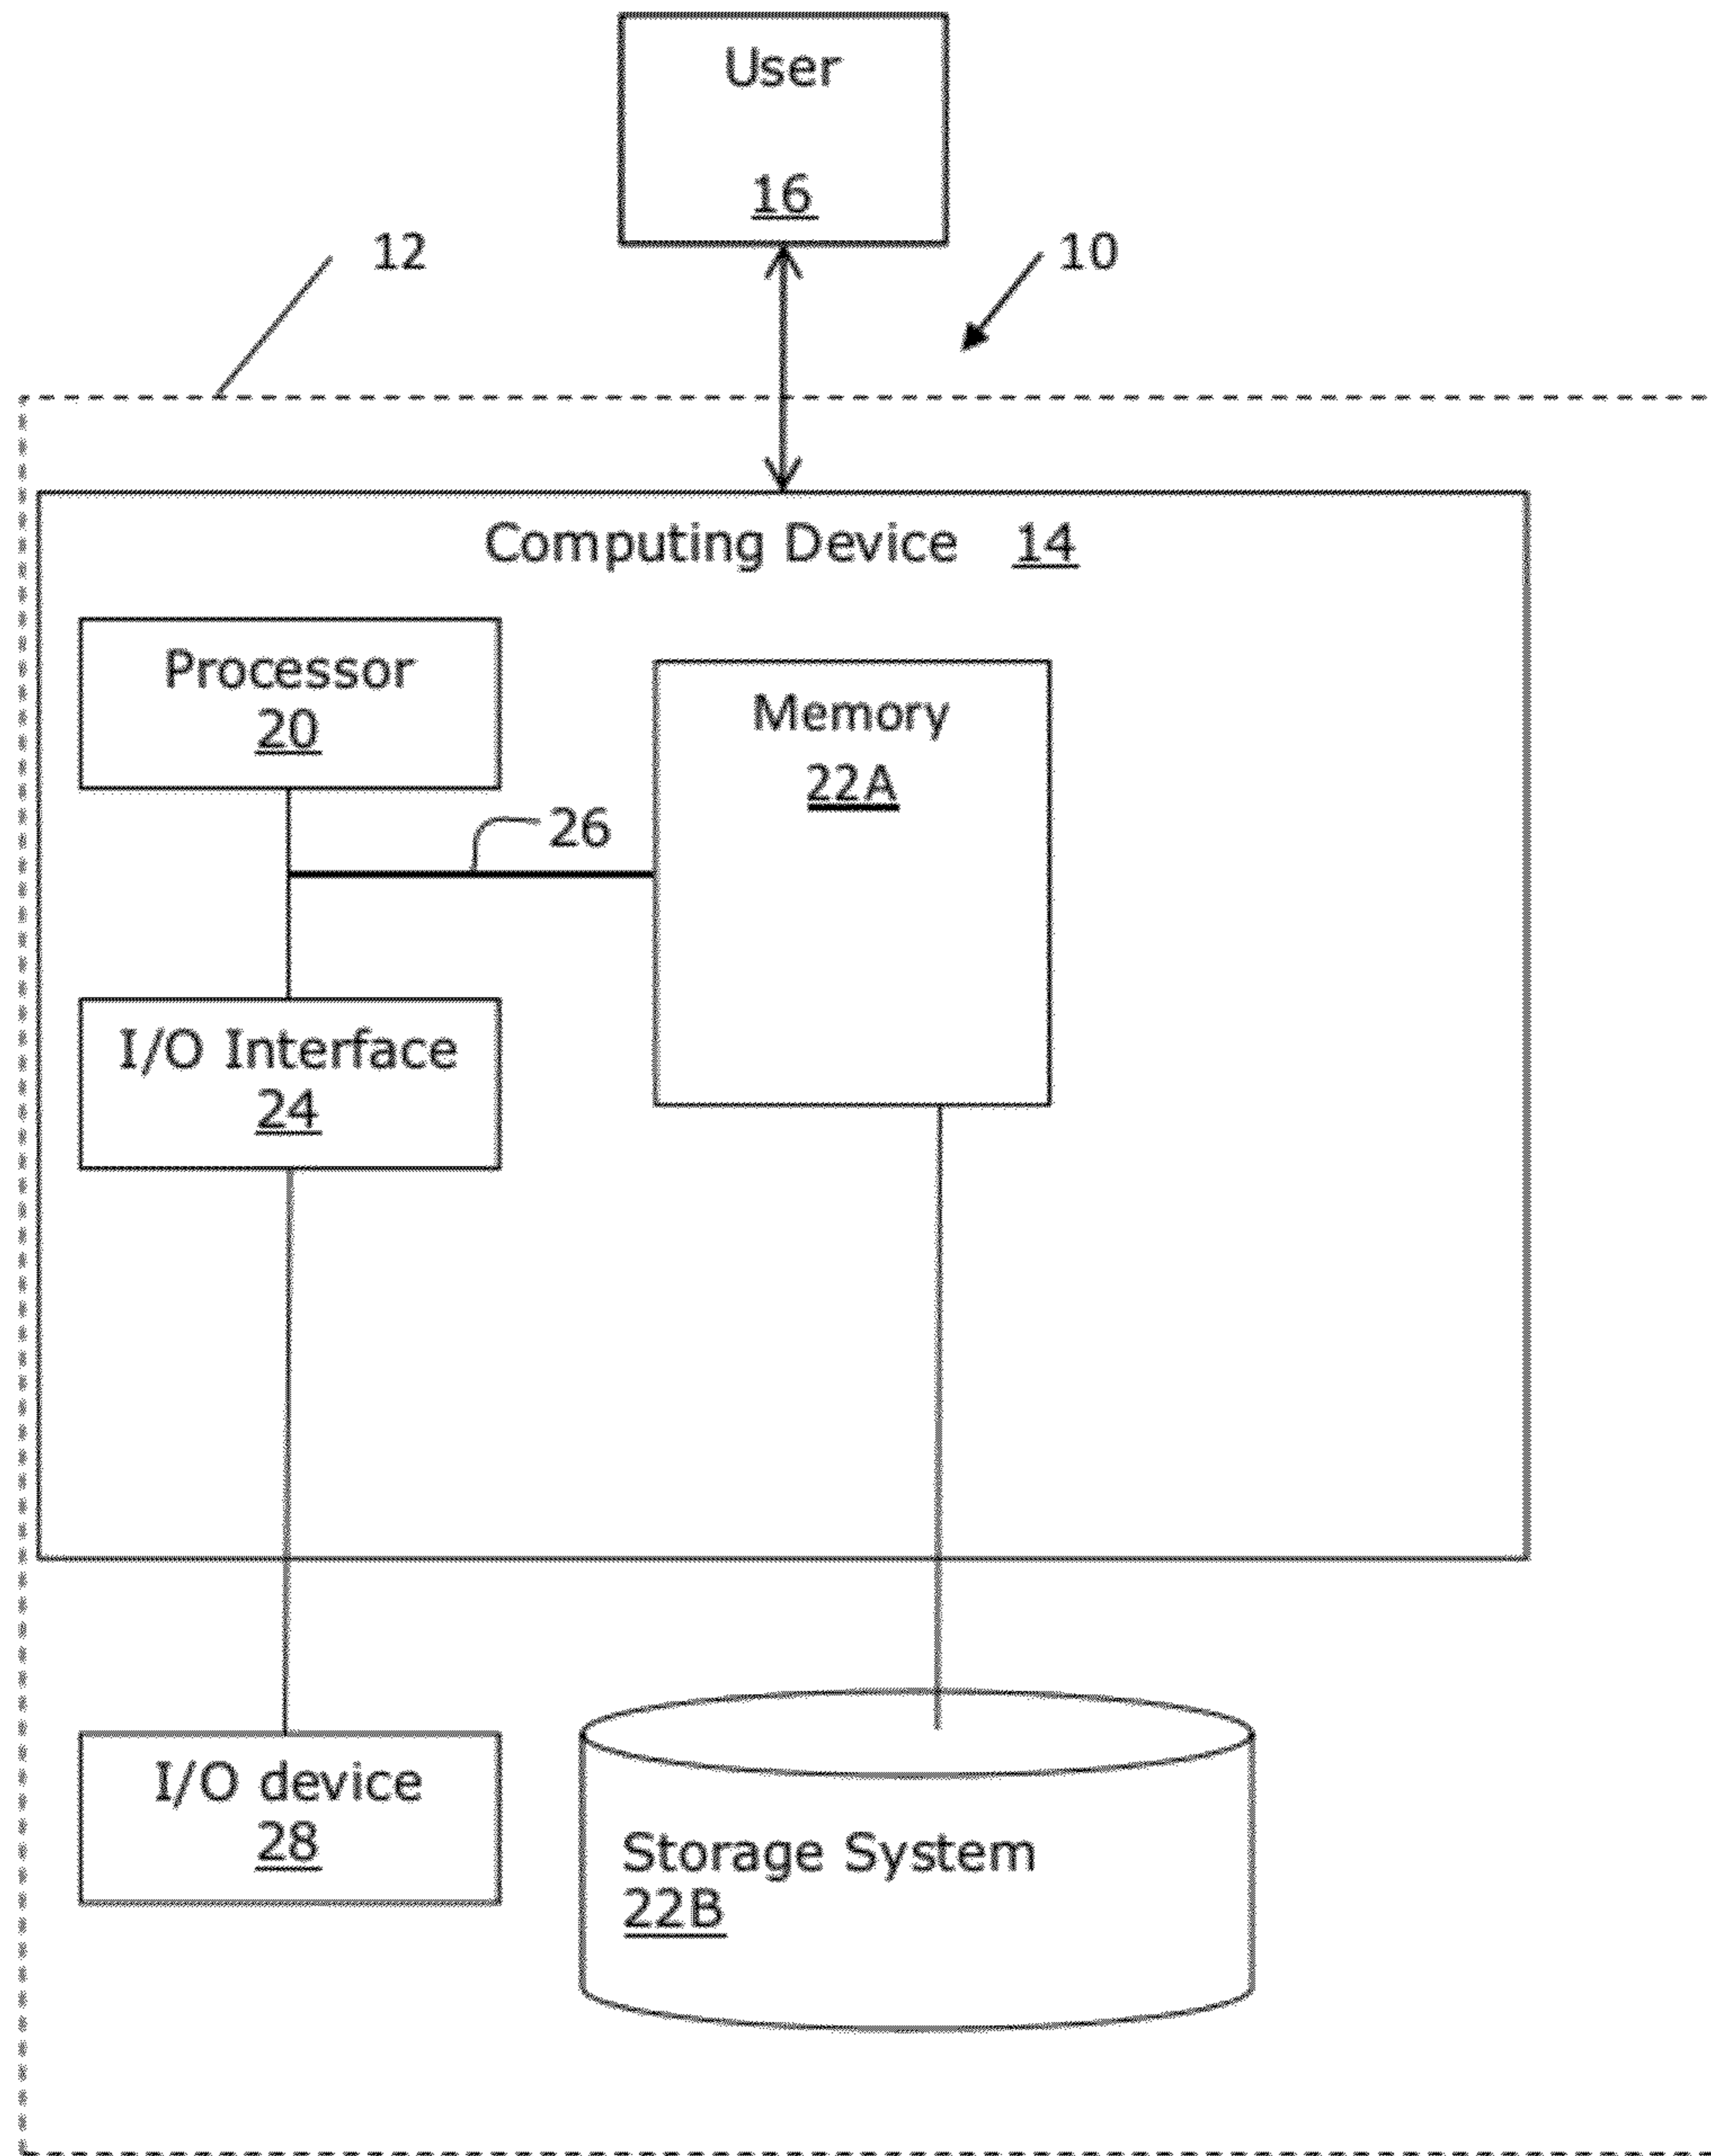 User
16
12
10
Computing Device 14
Processor
20
Memory
22A
26
I/O Interface
24
I/O device
28
Storage System
22B